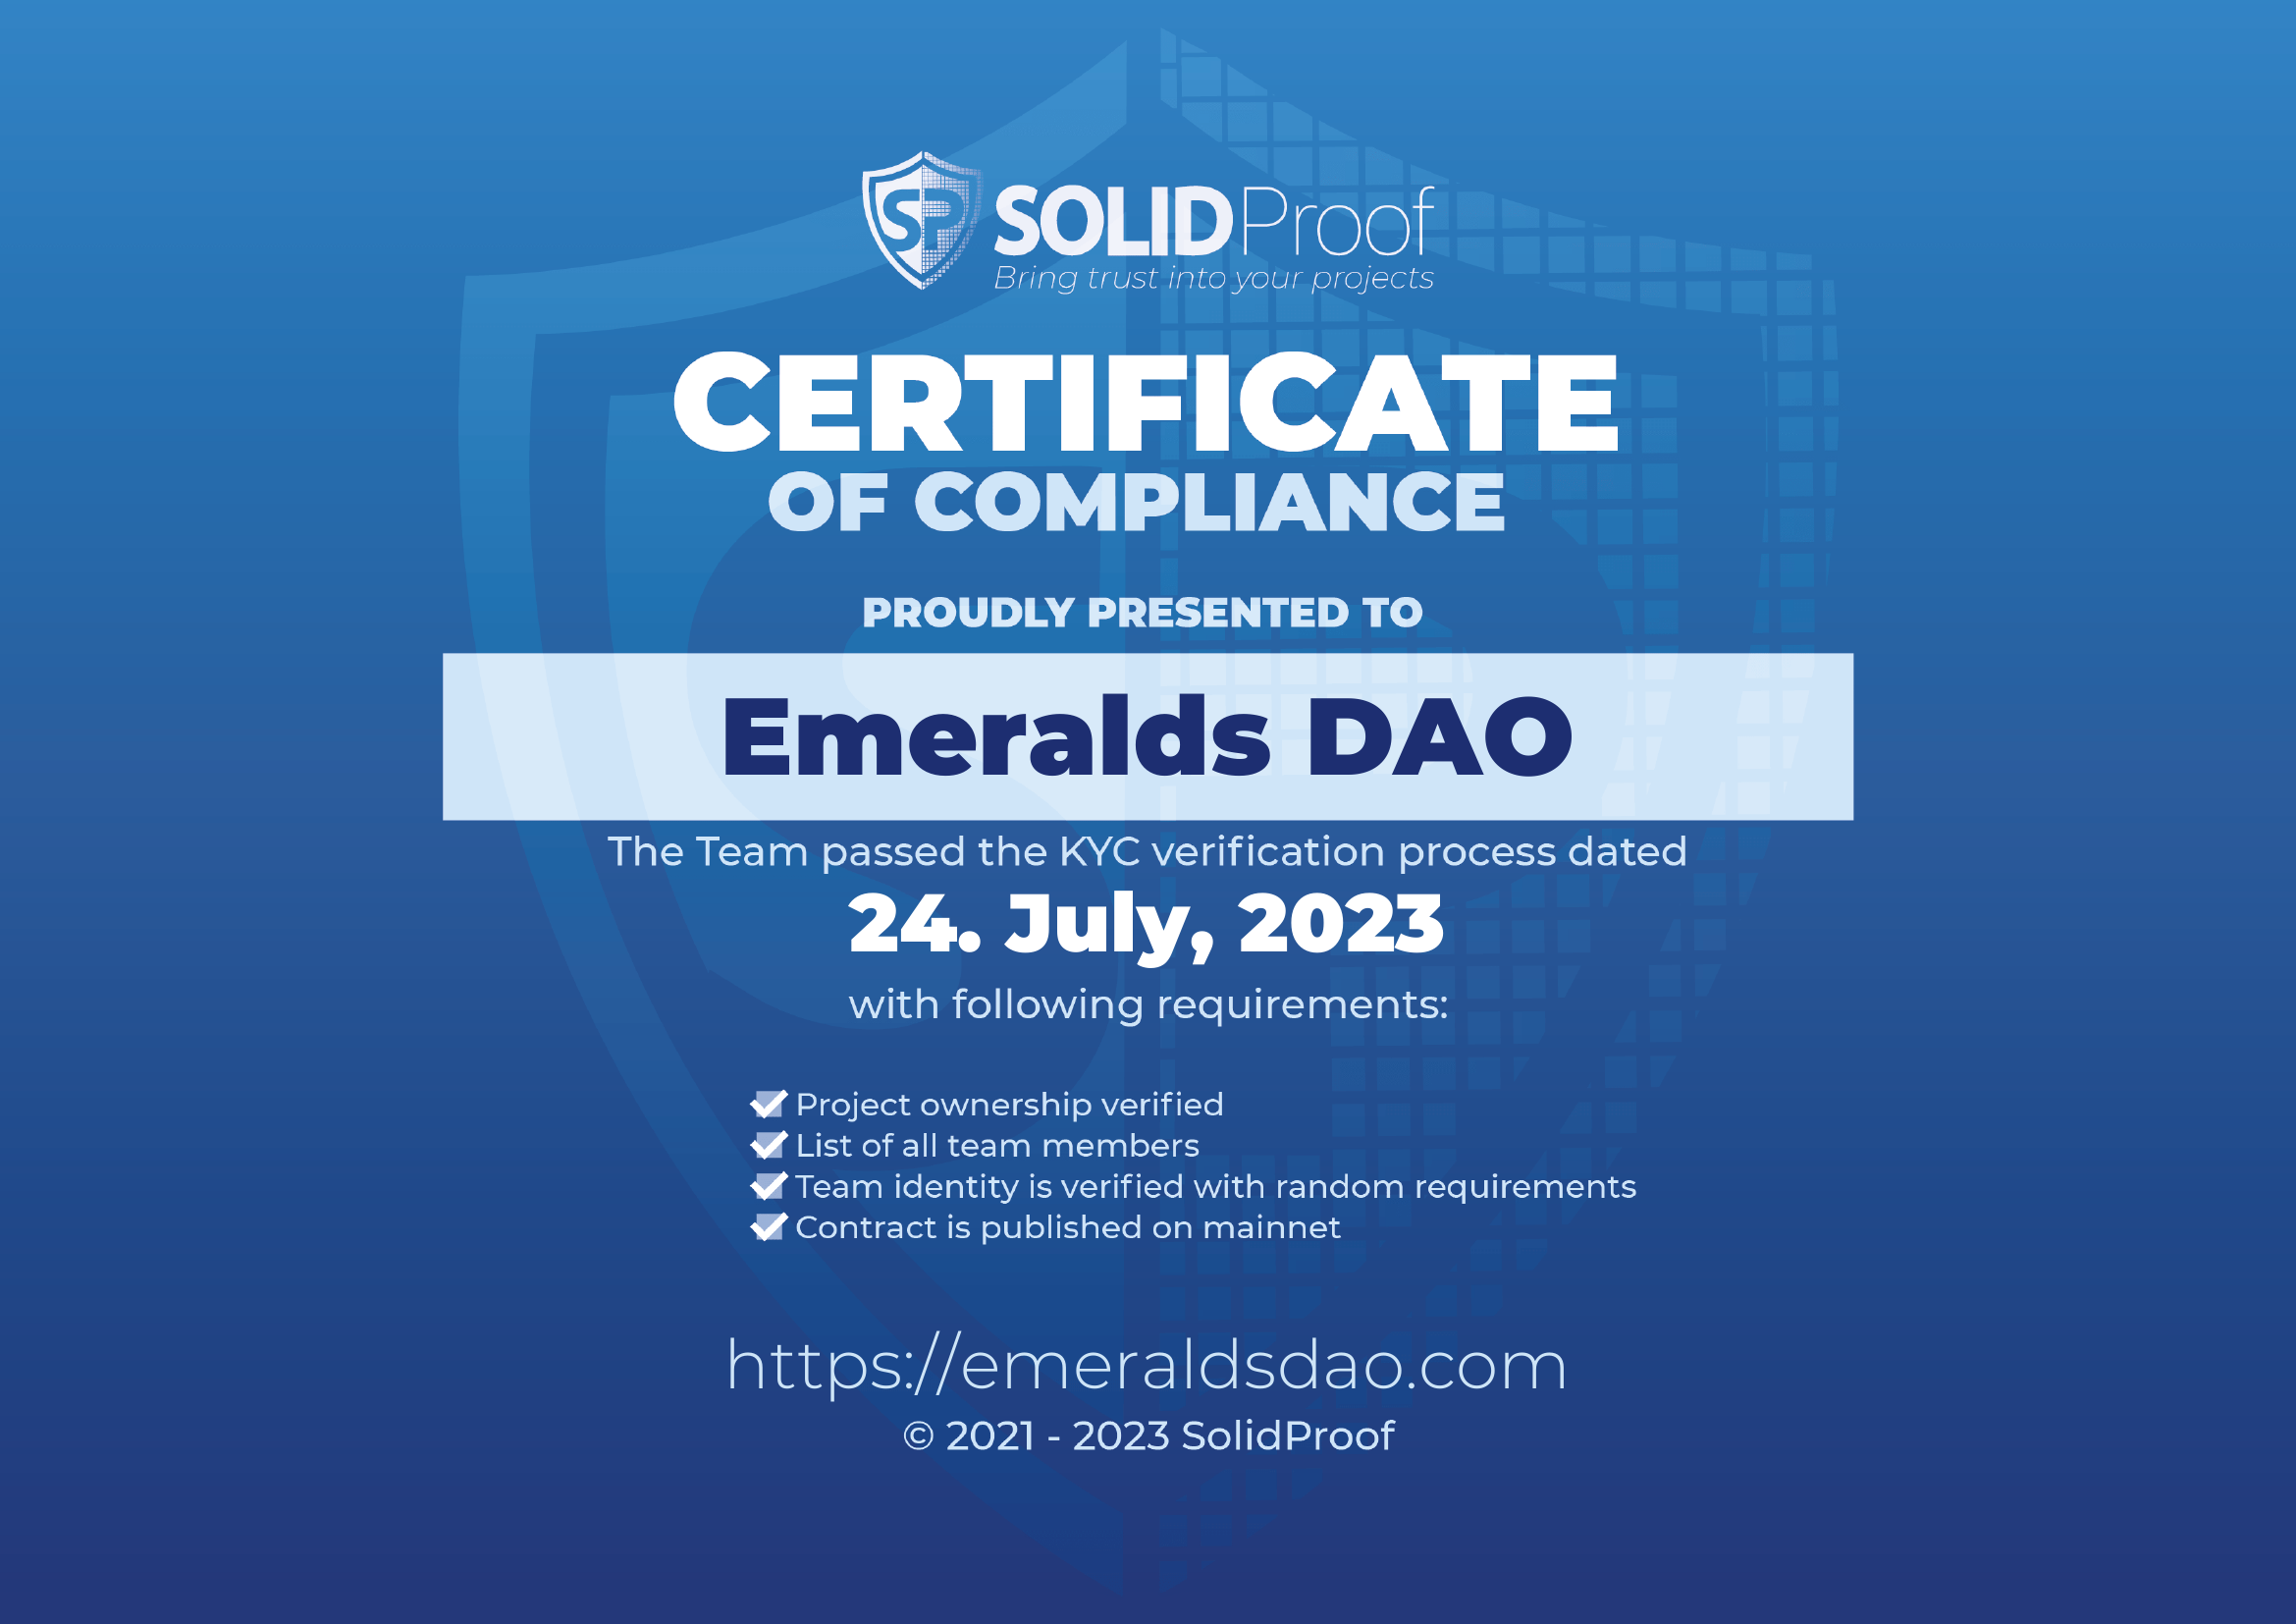 SP SOLIDProof
Bring trust into your projects
CERTIFICATE
OF COMPLIANCE
PROUDLY PRESENTED TO
Emeralds DAO
The Team passed the KYC verification process dated
24. July, 2023
with following requirements:
Project ownership verified
List of all team members
Team identity is verified with random requirements
Contract is published on mainnet
https://emeraldsdao.com
© 2021 - 2023 SolidProof